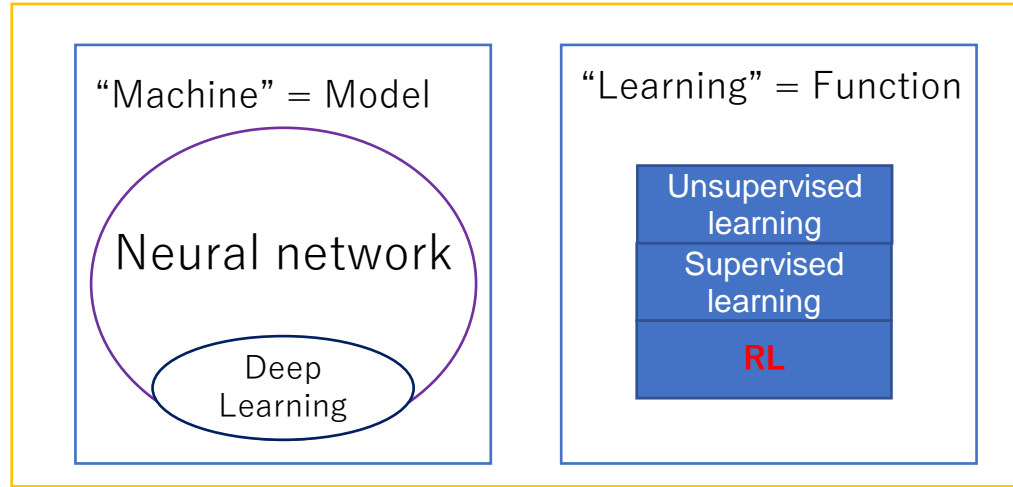 “Machine” = Model
Neural network
Deep
Learning
“Learning” = Function
Unsupervised
learning
Supervised
learning
RL